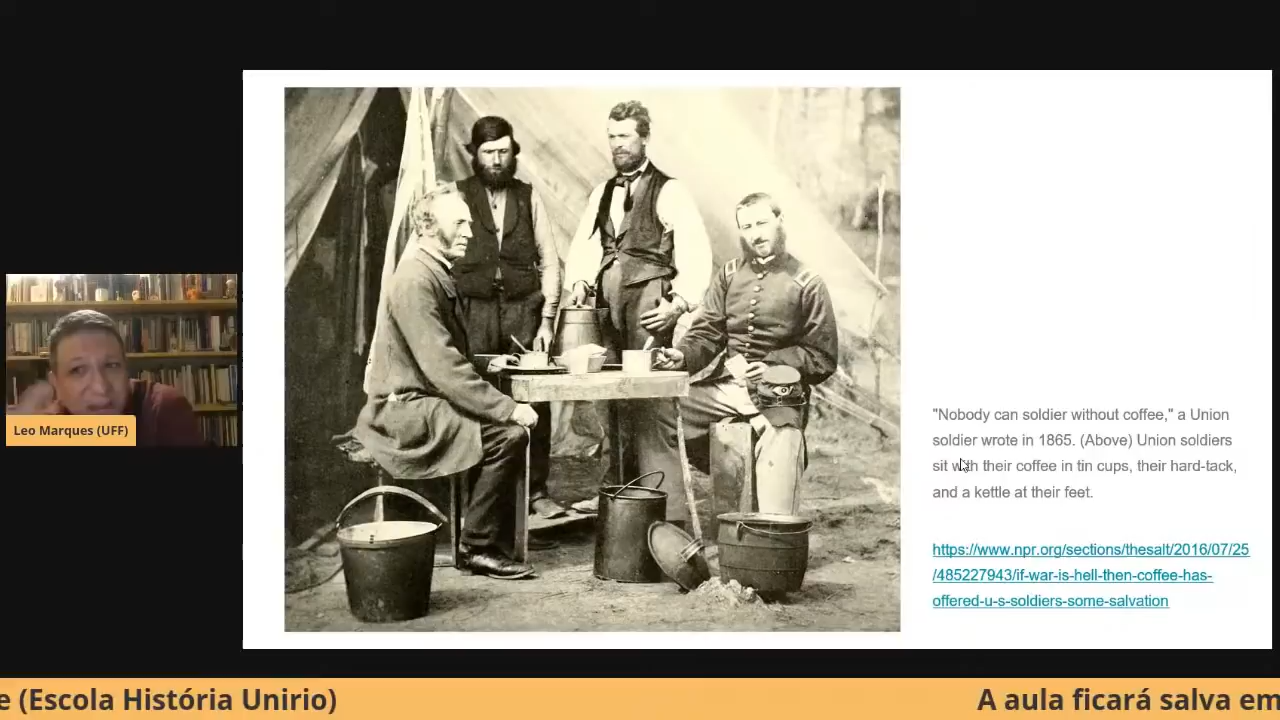 Leo Marques (UFF)
"Nobody can soldier without coffee," a Union
soldier wrote in 1865. (Above) Union soldiers
sit with their coffee in tin cups, their hard-tack,
and a kettle at their feet.
https://www.npr.org/sections/thesalt/2016/07/25
/485227943/if-war-is-hell-then-coffee-has-
offered-u-s-soldiers-some-salvation
e (Escola História Unirio)
A aula ficará salva em